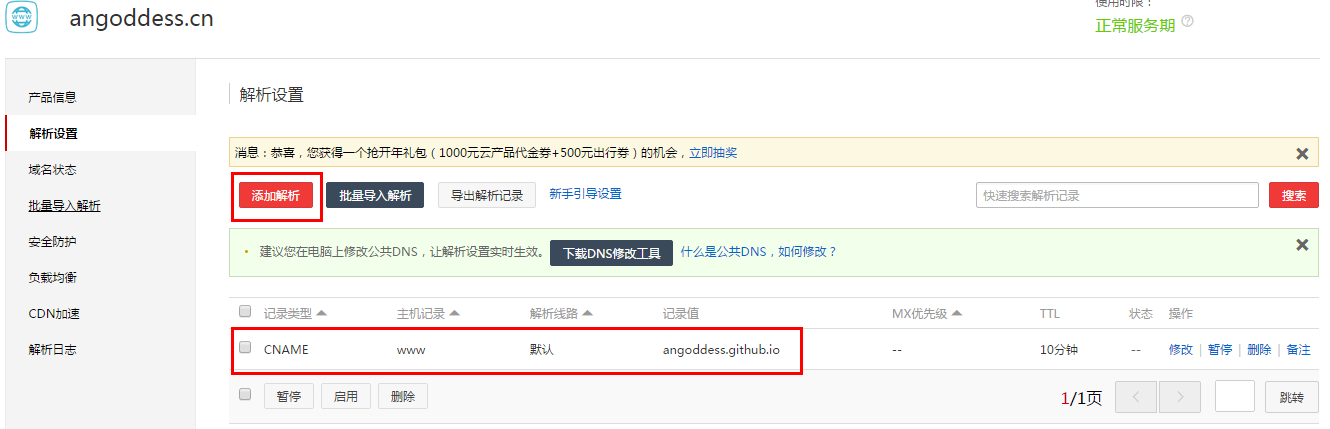 使用时限：
www
angoddess.cn
正常服务期 ?
产品信息
解析设置
域名状态
批量导入解析
安全防护
负载均衡
CDN加速
解析日志
解析设置
消息：恭喜，您获得一个抢开年礼包（1000元云产品代金券+500元出行券）的机会，立即抽奖
添加解析 批量导入解析 导出解析记录 新手引导设置 快速搜索解析记录 搜索
建议您在电脑上修改公共DNS，让解析设置实时生效。 下载DNS修改工具 什么是公共DNS，如何修改？
记录类型 主机记录 解析线路 记录值 MX优先级 TTL 状态 操作
CNAME www 默认 angoddess.github.io -- 10分钟 -- 修改 | 暂停 | 删除 | 备注
暂停 启用 删除 1/1页 < > 跳转